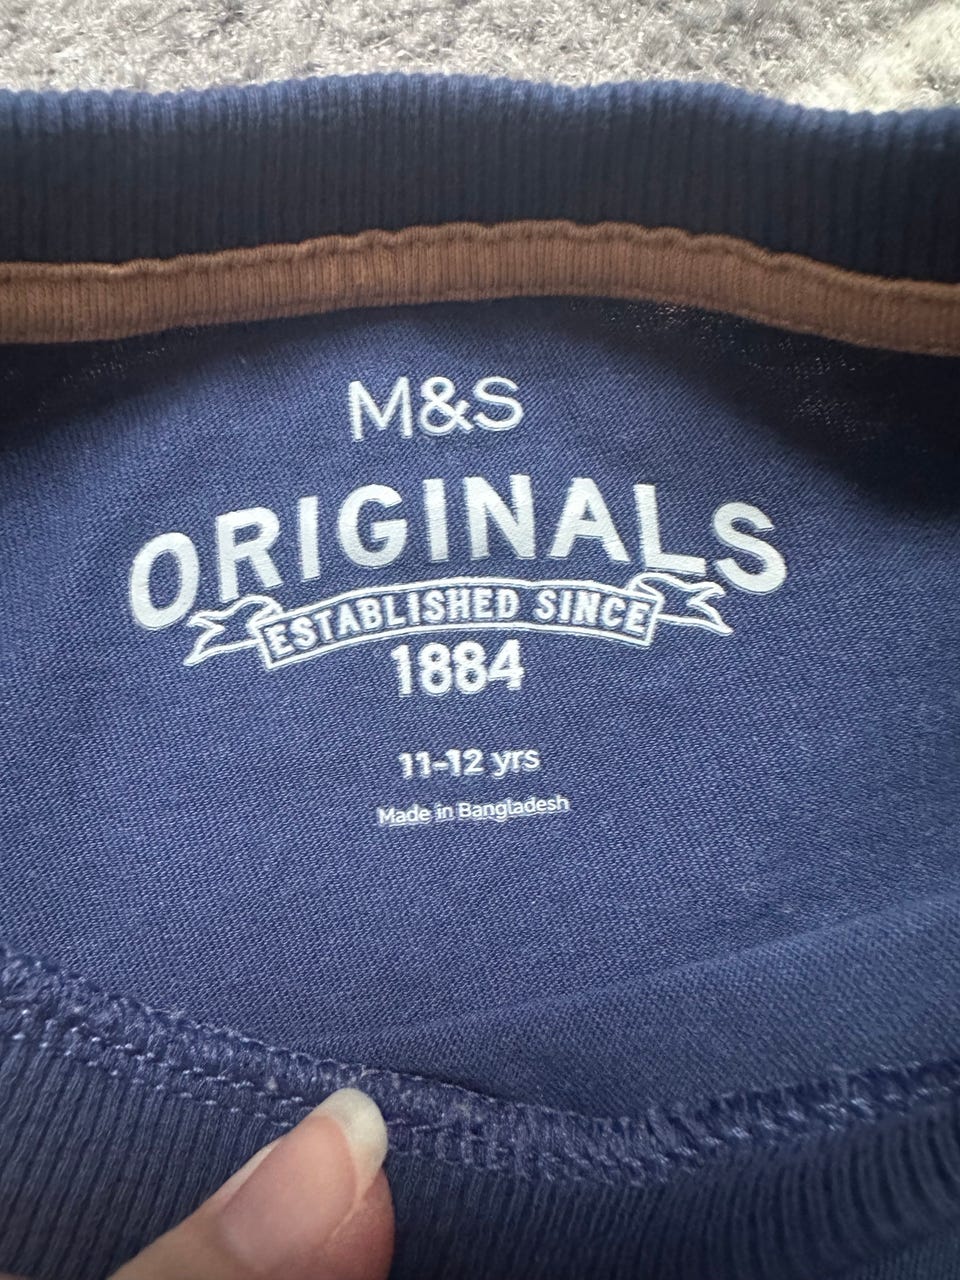 M&S
ORIGINALS
ESTABLISHED SINCE
1884
11-12 yrs
Made in Bangladesh